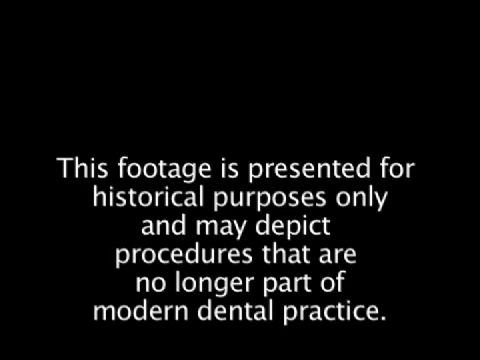 This footage is presented for
historical purposes only
and may depict
procedures that are
no longer part of
modern dental practice.